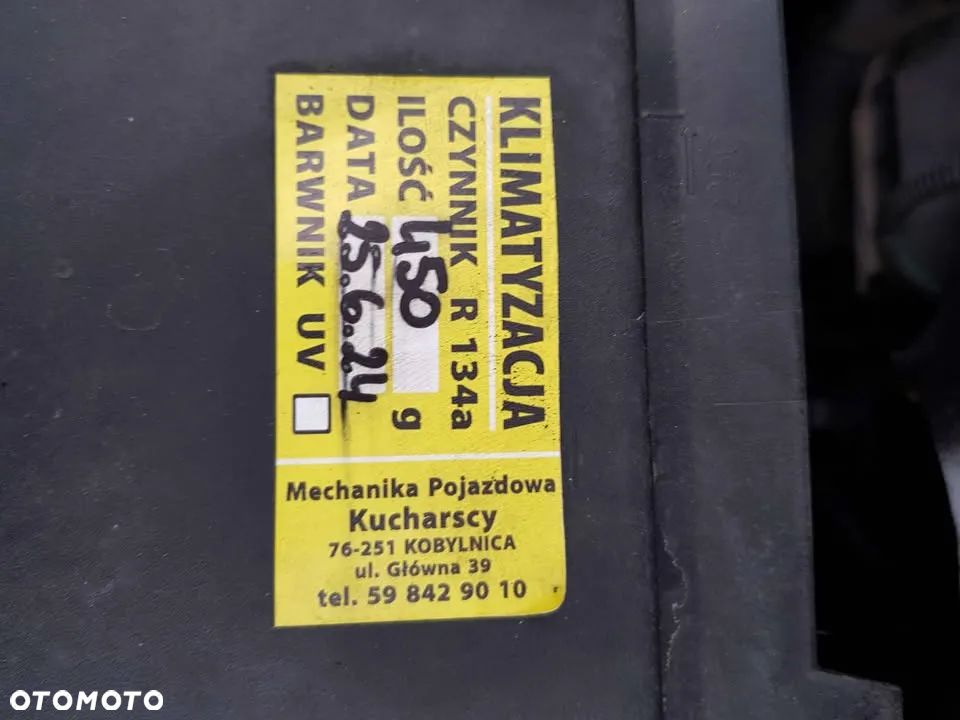 KLIMATYZACJA
CZYNNIK R 134a
ILOŚĆ 450 g
DATA 25.6.24
BARWNIK UV
Mechanika Pojazdowa
Kucharscy
76-251 KOBYLNICA
ul. Główna 39
tel. 59 842 90 10
OTOMOTO